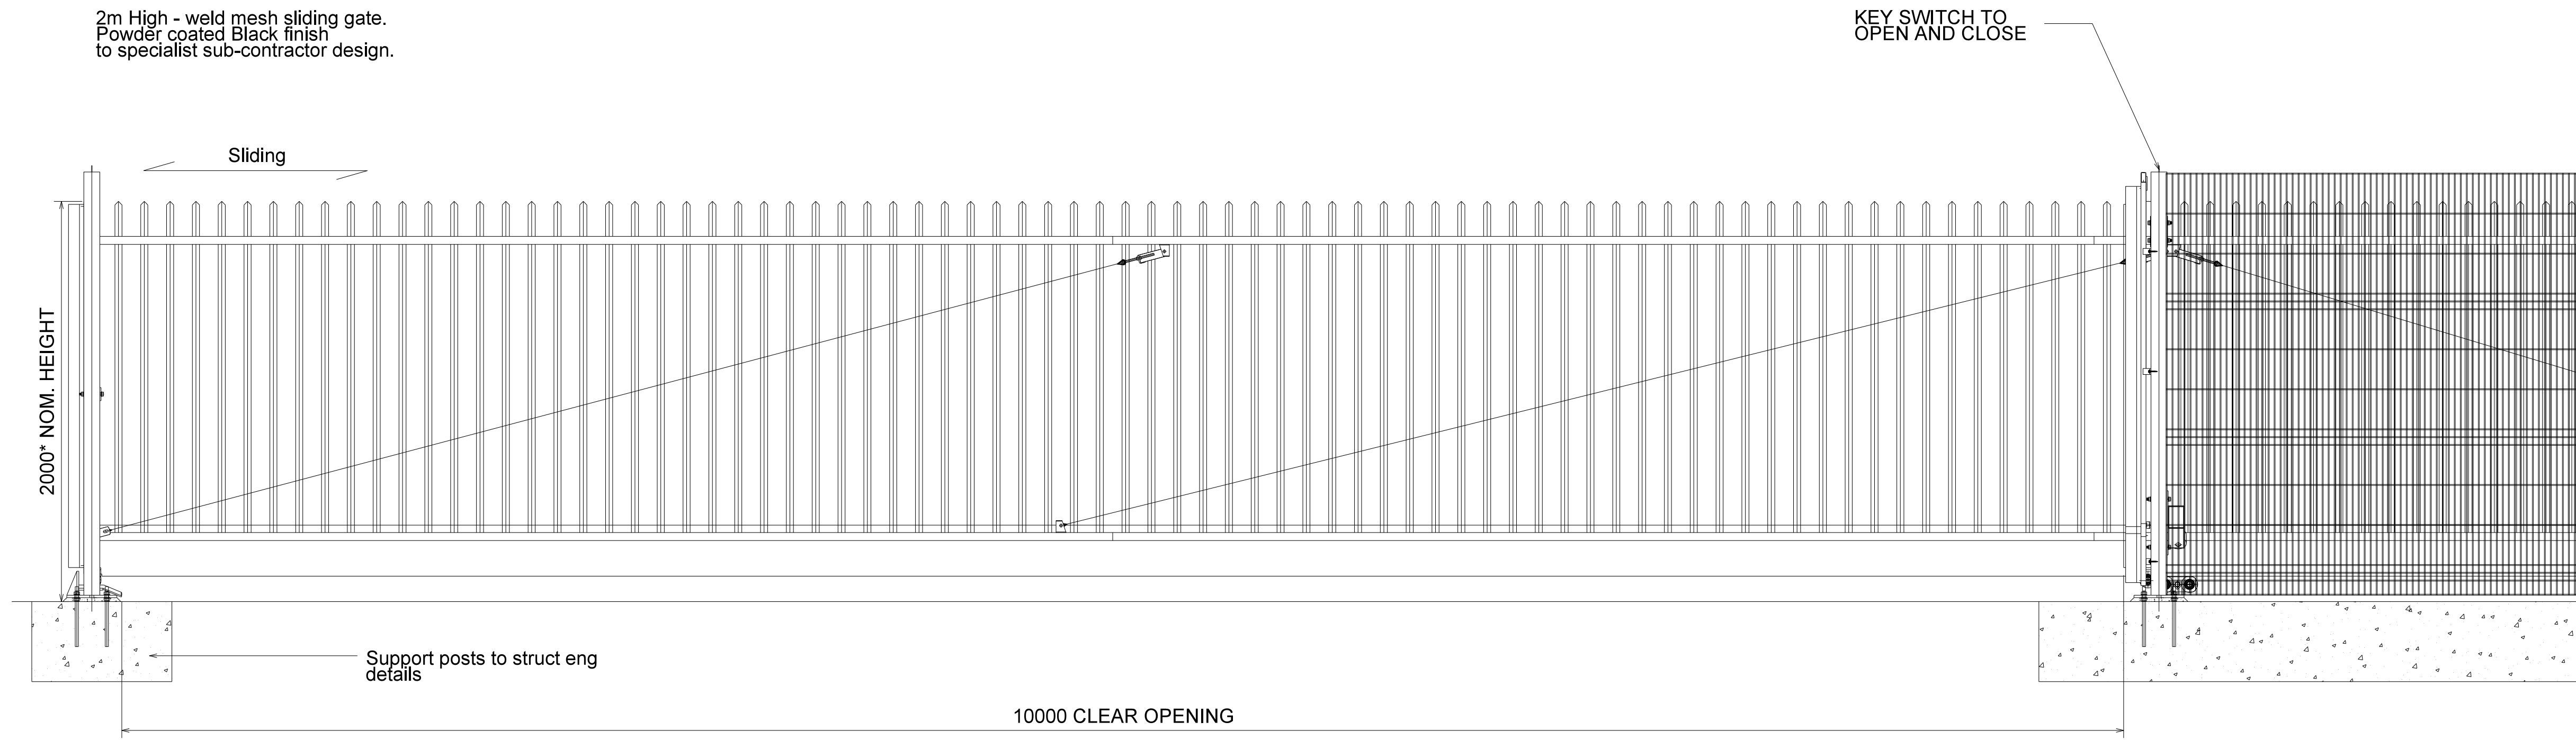 2m High - weld mesh sliding gate.
Powder coated Black finish
to specialist sub-contractor design.
KEY SWITCH TO
OPEN AND CLOSE
Sliding
2000* NOM. HEIGHT
Support posts to struct eng
details
10000 CLEAR OPENING